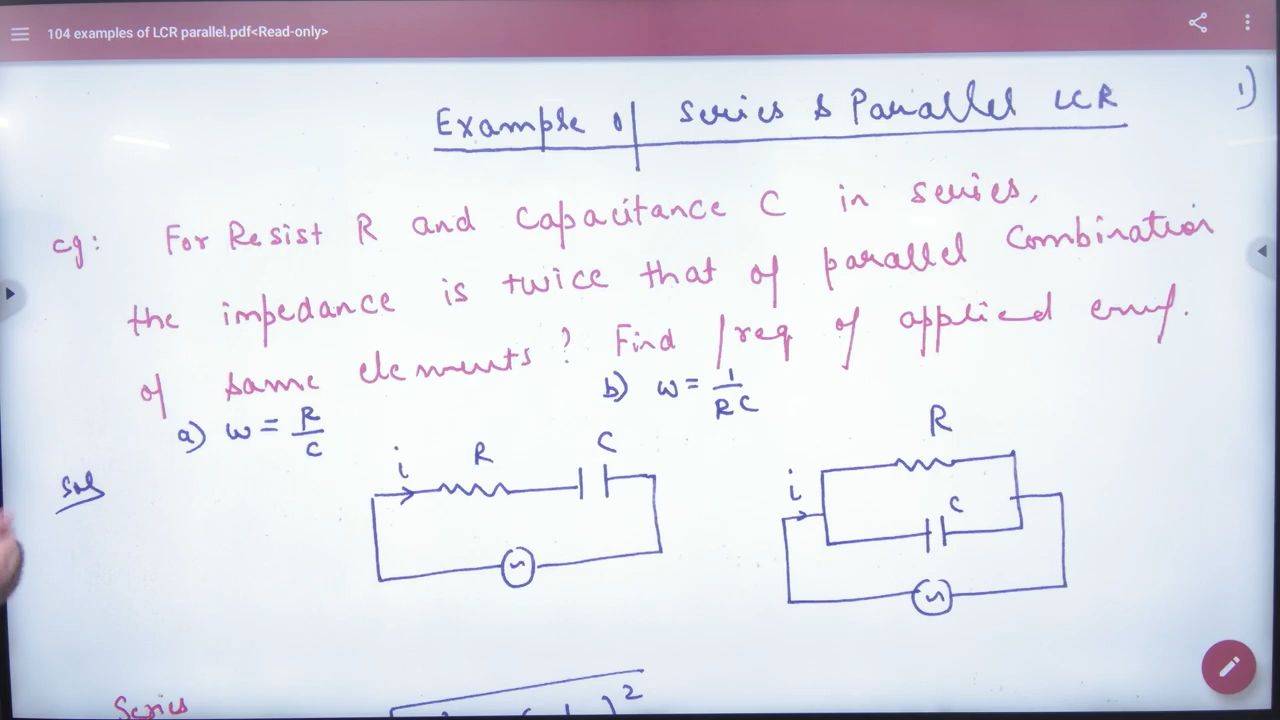 104 examples of LCR parallel.pdf<Read-only>
1)
Example of Series & Parallel LCR
eg: For Resist R and Capacitance C in series,
the impedance is twice that of parallel Combination
of same elements? Find freq of applied emf.
a) ω = R/C b) ω = 1/RC
Sol
i R C
R
i C
Series
2